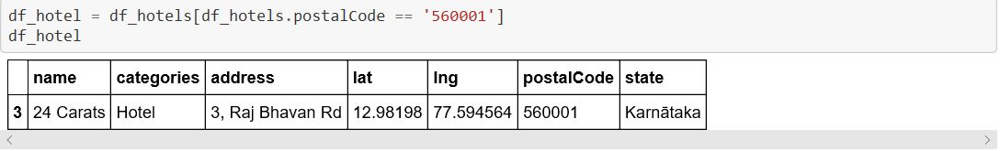 df_hotel = df_hotels[df_hotels.postalCode == '560001']
df_hotel
name categories address lat lng postalCode state
3 24 Carats Hotel 3, Raj Bhavan Rd 12.98198 77.594564 560001 Karnātaka